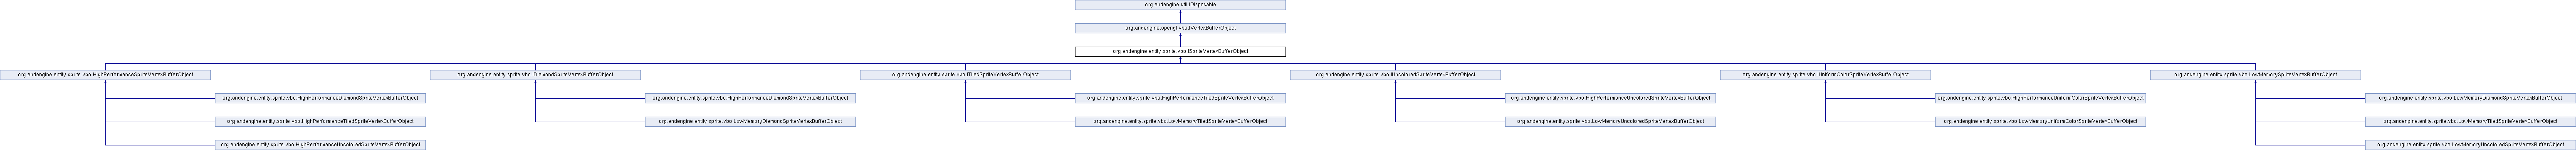 org.andengine.util.IDisposable
org.andengine.opengl.vbo.IVertexBufferObject
org.andengine.entity.sprite.vbo.ISpriteVertexBufferObject
org.andengine.entity.sprite.vbo.HighPerformanceSpriteVertexBufferObject
org.andengine.entity.sprite.vbo.IDiamondSpriteVertexBufferObject
org.andengine.entity.sprite.vbo.ITiledSpriteVertexBufferObject
org.andengine.entity.sprite.vbo.IUncoloredSpriteVertexBufferObject
org.andengine.entity.sprite.vbo.IUniformColorSpriteVertexBufferObject
org.andengine.entity.sprite.vbo.LowMemorySpriteVertexBufferObject
org.andengine.entity.sprite.vbo.HighPerformanceDiamondSpriteVertexBufferObject
org.andengine.entity.sprite.vbo.HighPerformanceDiamondSpriteVertexBufferObject
org.andengine.entity.sprite.vbo.HighPerformanceTiledSpriteVertexBufferObject
org.andengine.entity.sprite.vbo.HighPerformanceUncoloredSpriteVertexBufferObject
org.andengine.entity.sprite.vbo.HighPerformanceUniformColorSpriteVertexBufferObject
org.andengine.entity.sprite.vbo.LowMemoryDiamondSpriteVertexBufferObject
org.andengine.entity.sprite.vbo.HighPerformanceTiledSpriteVertexBufferObject
org.andengine.entity.sprite.vbo.LowMemoryDiamondSpriteVertexBufferObject
org.andengine.entity.sprite.vbo.LowMemoryTiledSpriteVertexBufferObject
org.andengine.entity.sprite.vbo.LowMemoryUncoloredSpriteVertexBufferObject
org.andengine.entity.sprite.vbo.LowMemoryUniformColorSpriteVertexBufferObject
org.andengine.entity.sprite.vbo.LowMemoryTiledSpriteVertexBufferObject
org.andengine.entity.sprite.vbo.HighPerformanceUncoloredSpriteVertexBufferObject
org.andengine.entity.sprite.vbo.LowMemoryUncoloredSpriteVertexBufferObject